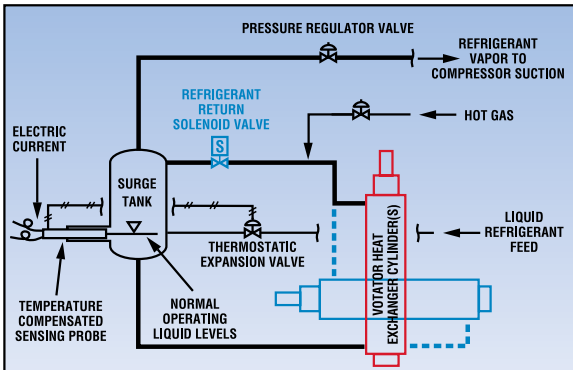 PRESSURE REGULATOR VALVE
REFRIGERANT
VAPOR TO
COMPRESSOR SUCTION
REFRIGERANT
RETURN
SOLENOID VALVE
S
HOT GAS
ELECTRIC
CURRENT
SURGE
TANK
THERMOSTATIC
EXPANSION VALVE
LIQUID
REFRIGERANT
FEED
VOTATOR HEAT
EXCHANGER CYLINDER(S)
TEMPERATURE
COMPENSATED
SENSING PROBE
NORMAL
OPERATING
LIQUID LEVELS